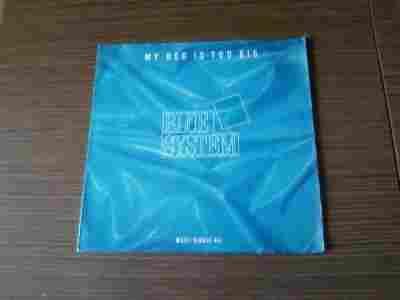 MY BED IS TOO BIG
BLUE
SYSTEM
MAXI-SINGLE 45